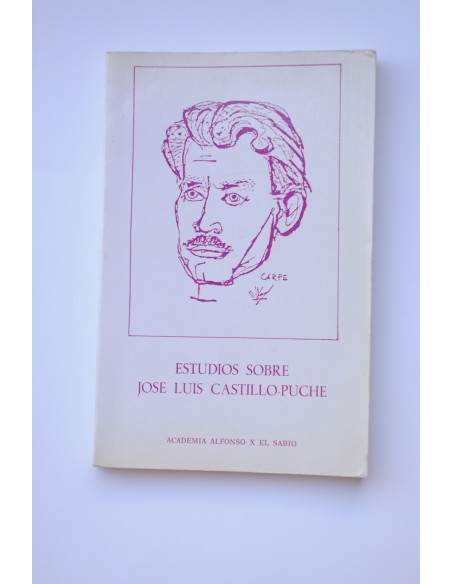 CARPE
ESTUDIOS SOBRE
JOSE LUIS CASTILLO-PUCHE
ACADEMIA ALFONSO X EL SABIO